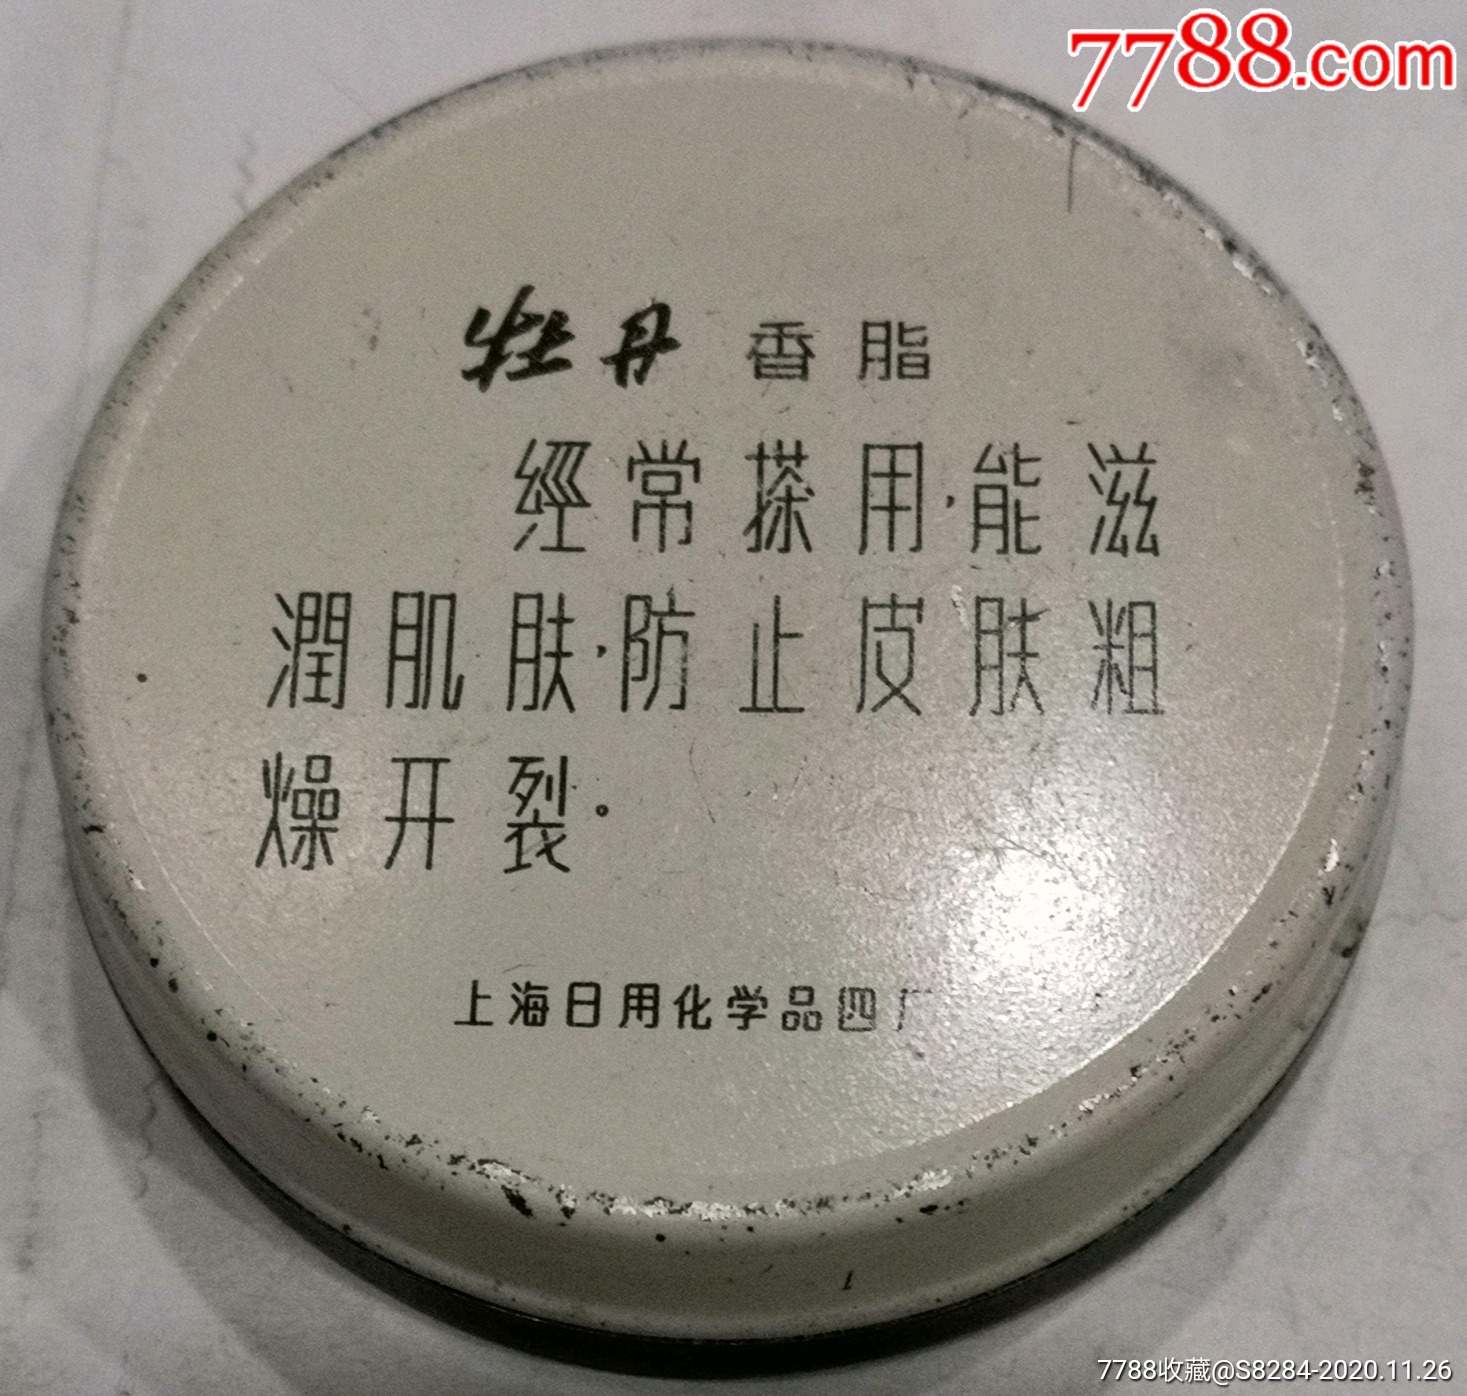 7788.com
牡丹 香脂
經常搽用，能滋
潤肌肤，防止皮肤粗
燥开裂。
上海日用化学品四厂
1
7788收藏@S8284-2020.11.26